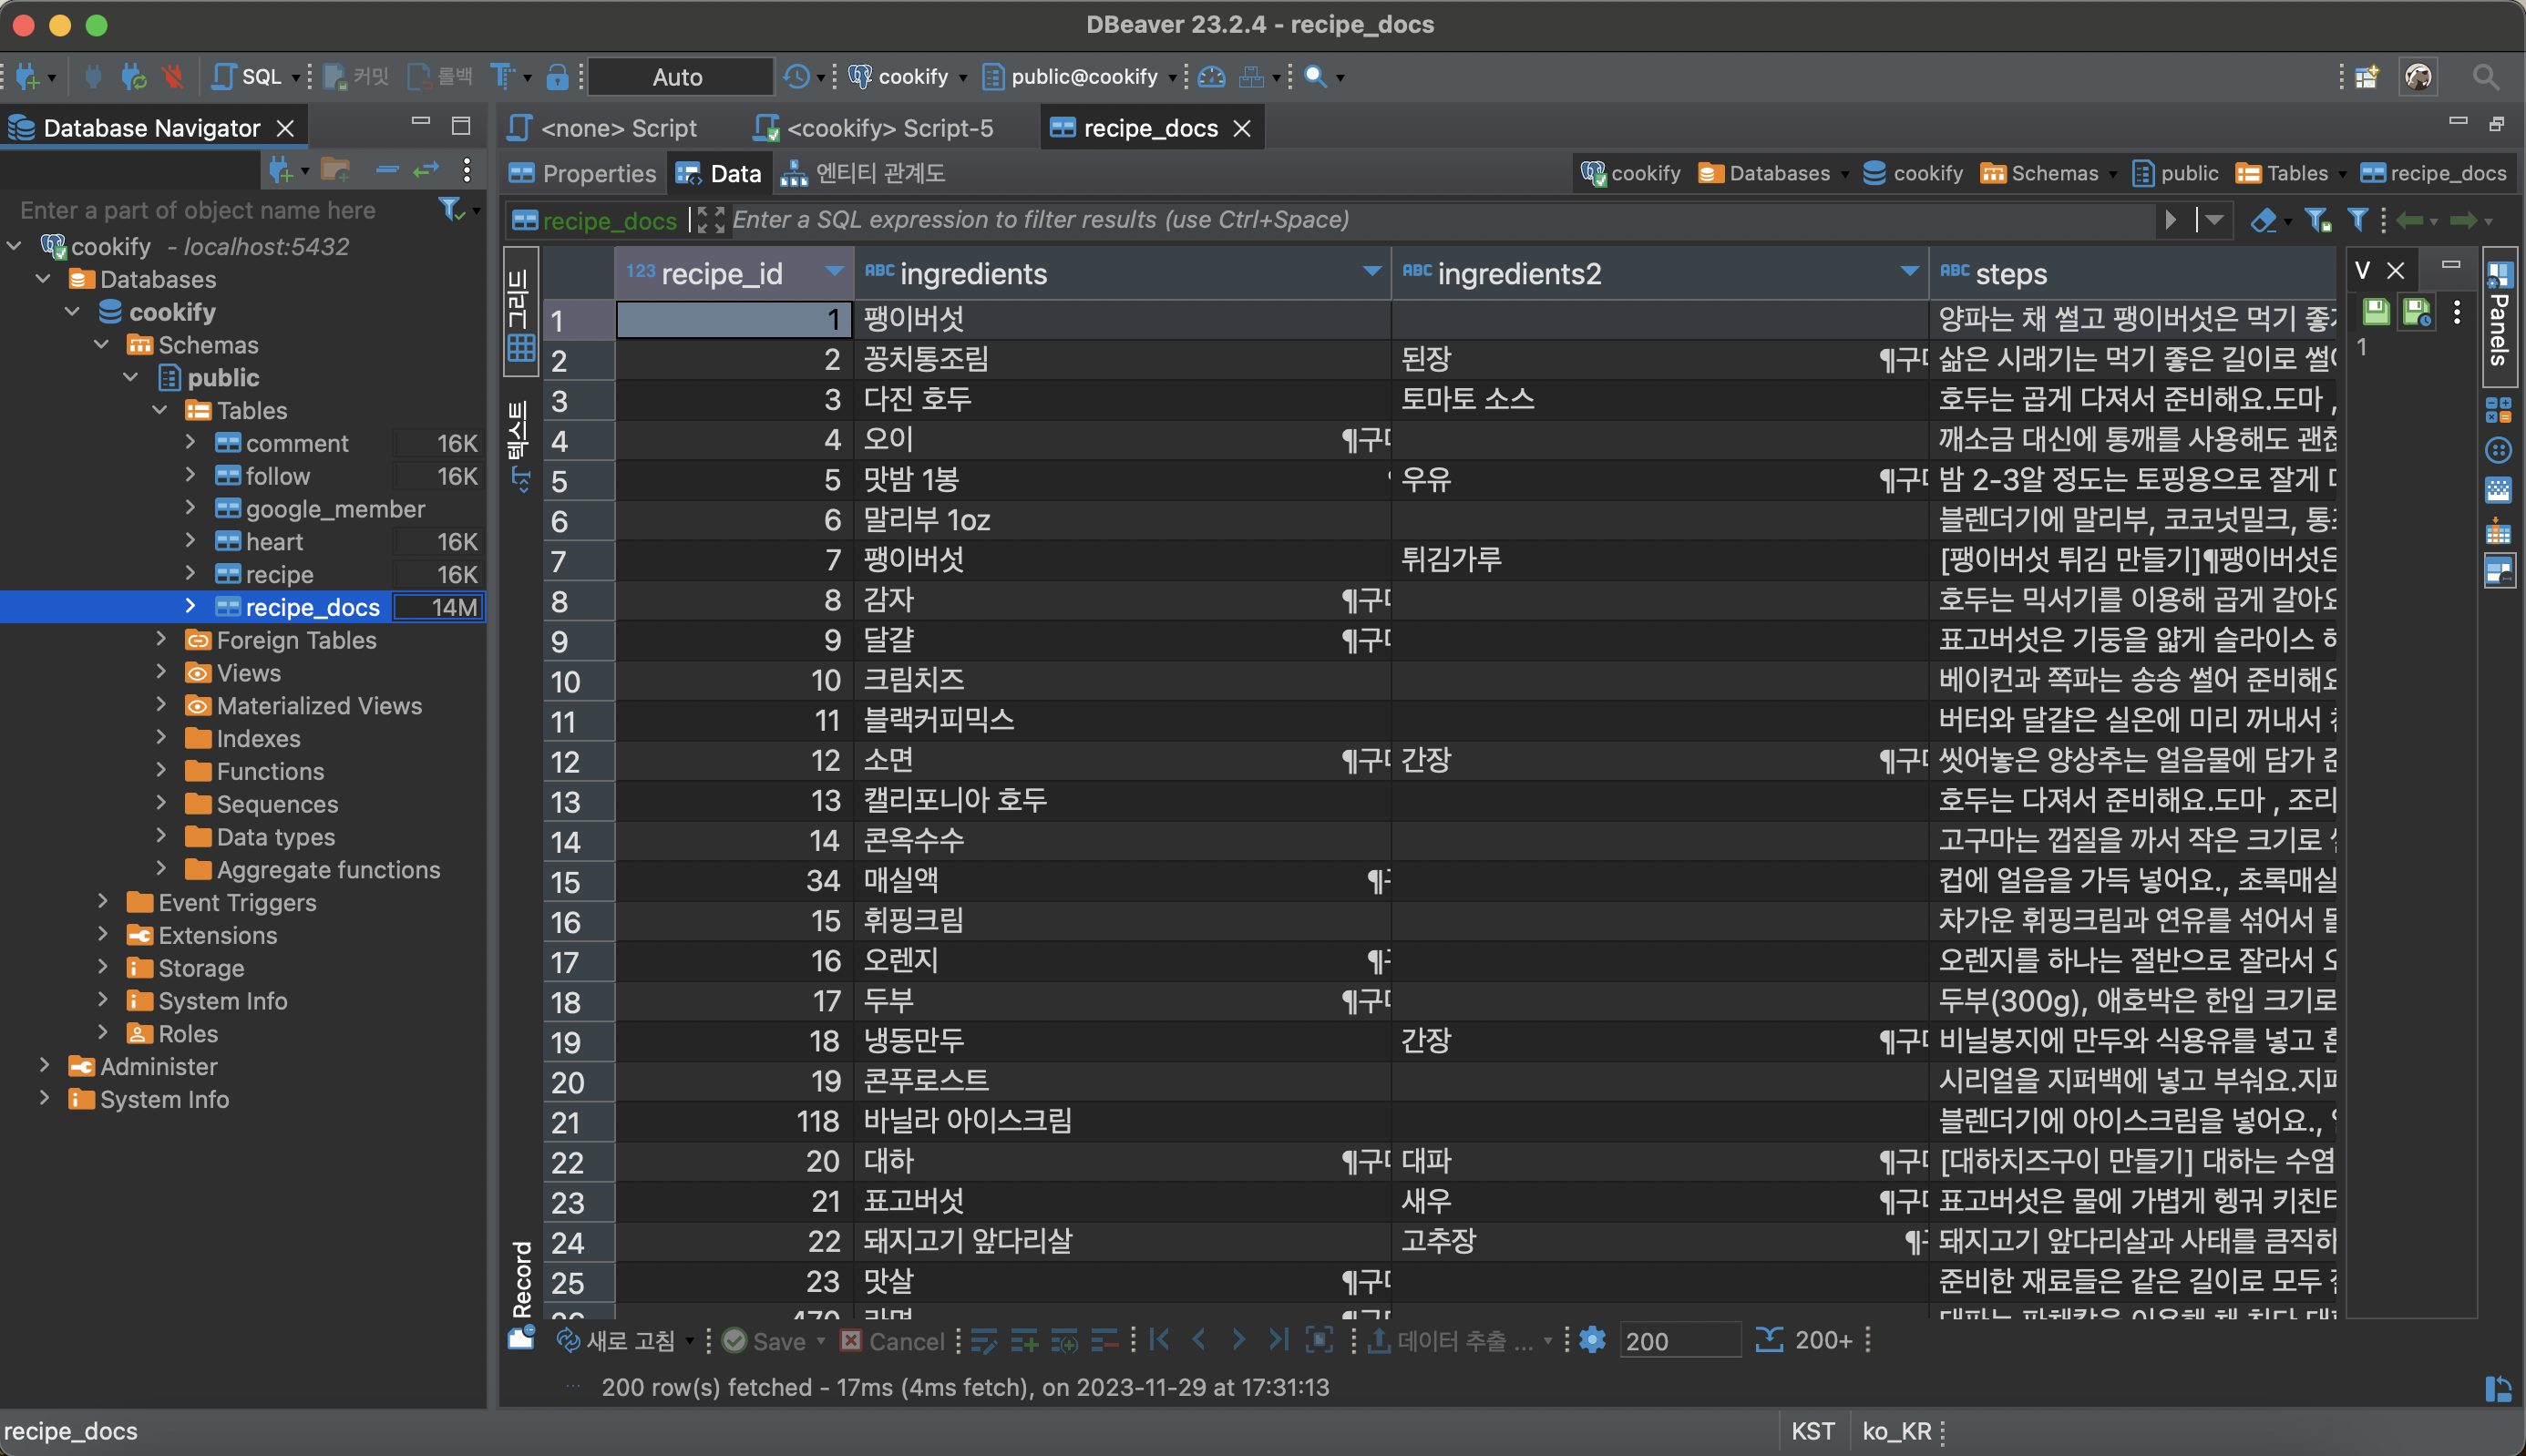 DBeaver 23.2.4 - recipe_docs
SQL 커밋 롤백 Auto cookify public@cookify
Database Navigator
<none> Script <cookify> Script-5 recipe_docs
Properties Data 엔티티 관계도 cookify Databases cookify Schemas public Tables recipe_docs
Enter a part of object name here
recipe_docs Enter a SQL expression to filter results (use Ctrl+Space)
cookify - localhost:5432
Databases
cookify
Schemas
public
Tables
comment 16K
follow 16K
google_member
heart 16K
recipe 16K
recipe_docs 14M
Foreign Tables
Views
Materialized Views
Indexes
Functions
Sequences
Data types
Aggregate functions
Event Triggers
Extensions
Storage
System Info
Roles
Administer
System Info
그리드
텍스트
Record
123 recipe_id ABC ingredients ABC ingredients2 ABC steps
1 1 팽이버섯 양파는 채 썰고 팽이버섯은 먹기
2 2 꽁치통조림 된장 ¶구 삶은 시래기는 먹기 좋은 길이로
3 3 다진 호두 토마토 소스 호두는 곱게 다져서 준비해요.도마 ,
4 4 오이 ¶구 깨소금 대신에 통깨를 사용해도
5 5 맛밤 1봉 우유 ¶구 밤 2-3알 정도는 토핑용으로 잘게
6 6 말리부 1oz 블렌더기에 말리부, 코코넛밀크,
7 7 팽이버섯 튀김가루 [팽이버섯 튀김 만들기]¶팽이버섯은
8 8 감자 ¶구 호두는 믹서기를 이용해 곱게
9 9 달걀 ¶구 표고버섯은 기둥을 얇게 슬라이스
10 10 크림치즈 베이컨과 쪽파는 송송 썰어
11 11 블랙커피믹스 버터와 달걀은 실온에 미리 꺼내서
12 12 소면 ¶구 간장 ¶구 씻어놓은 양상추는 얼음물에 담가
13 13 캘리포니아 호두 호두는 다져서 준비해요.도마 , 조리
14 14 콘옥수수 고구마는 껍질을 까서 작은 크기로
15 34 매실액 ¶ 컵에 얼음을 가득 넣어요., 초록매실
16 15 휘핑크림 차가운 휘핑크림과 연유를 섞어서
17 16 오렌지 ¶ 오렌지를 하나는 절반으로 잘라서
18 17 두부 ¶구 두부(300g), 애호박은 한입 크기로
19 18 냉동만두 간장 ¶구 비닐봉지에 만두와 식용유를 넣고
20 19 콘푸로스트 시리얼을 지퍼백에 넣고 부숴요.
21 118 바닐라 아이스크림 블렌더기에 아이스크림을 넣어요.,
22 20 대하 ¶구 대파 ¶구 [대하치즈구이 만들기] 대하는 수염
23 21 표고버섯 새우 ¶구 표고버섯은 물에 가볍게 헹궈
24 22 돼지고기 앞다리살 고추장 ¶ 돼지고기 앞다리살과 사태를
25 23 맛살 ¶구 준비한 재료들은 같은 길이로 모두
V
1
Panels
새로 고침 Save Cancel 데이터 추출 ... 200 200+
200 row(s) fetched - 17ms (4ms fetch), on 2023-11-29 at 17:31:13
recipe_docs KST ko_KR